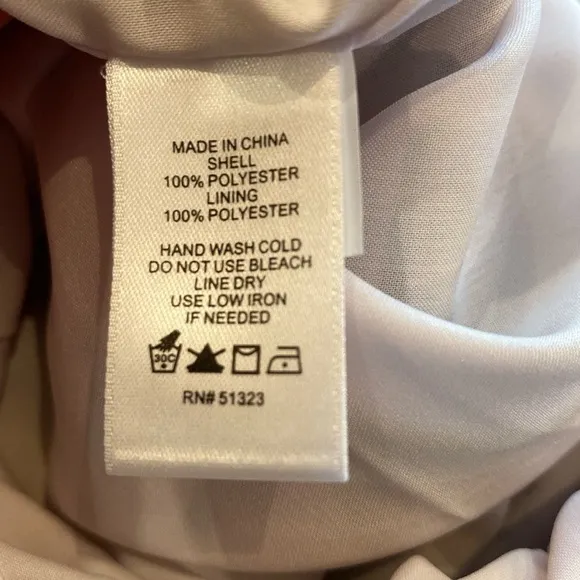 MADE IN CHINA
SHELL
100% POLYESTER
LINING
100% POLYESTER
HAND WASH COLD
DO NOT USE BLEACH
LINE DRY
USE LOW IRON
IF NEEDED
30C
RN# 51323